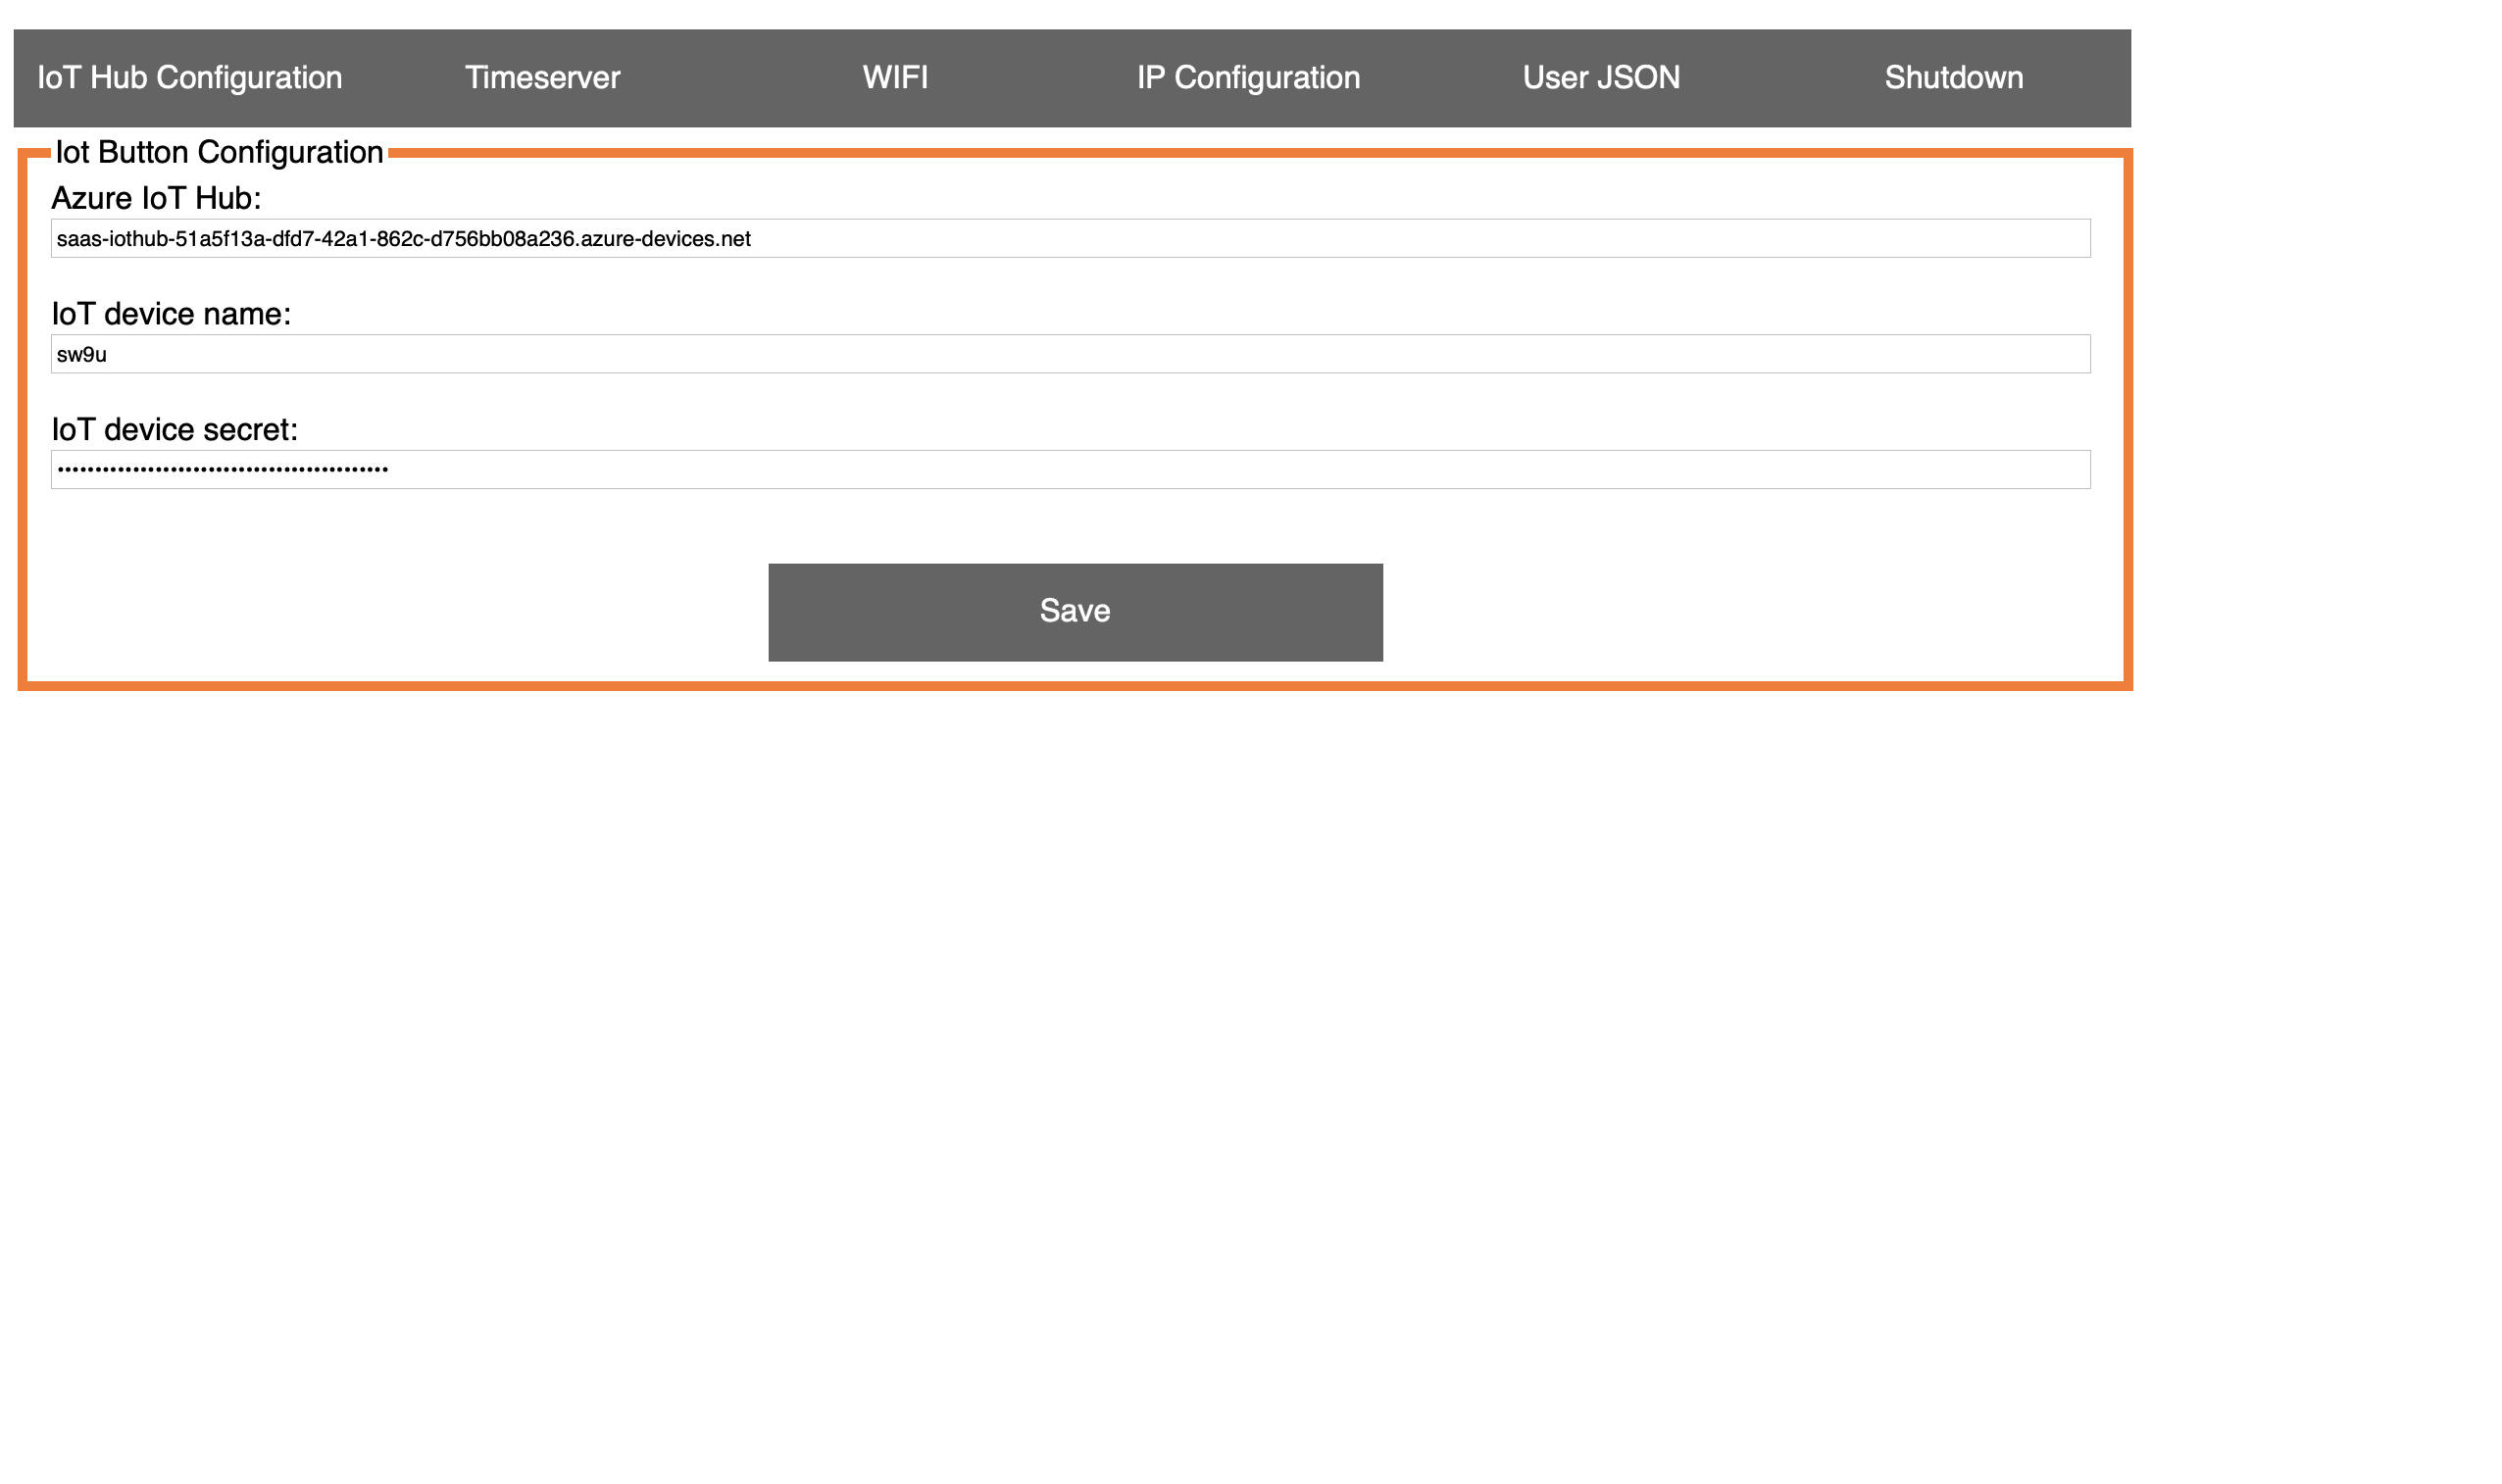 IoT Hub Configuration Timeserver WIFI IP Configuration User JSON Shutdown
Iot Button Configuration
Azure IoT Hub:
saas-iothub-51a5f13a-dfd7-42a1-862c-d756bb08a236.azure-devices.net
IoT device name:
sw9u
IoT device secret:
••••••••••••••••••••••••••••••••••••••••••••
Save